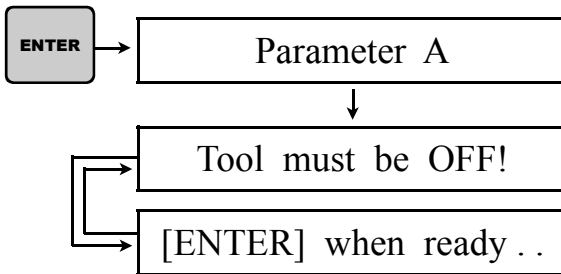 ENTER
Parameter A
Tool must be OFF!
[ENTER] when ready . .